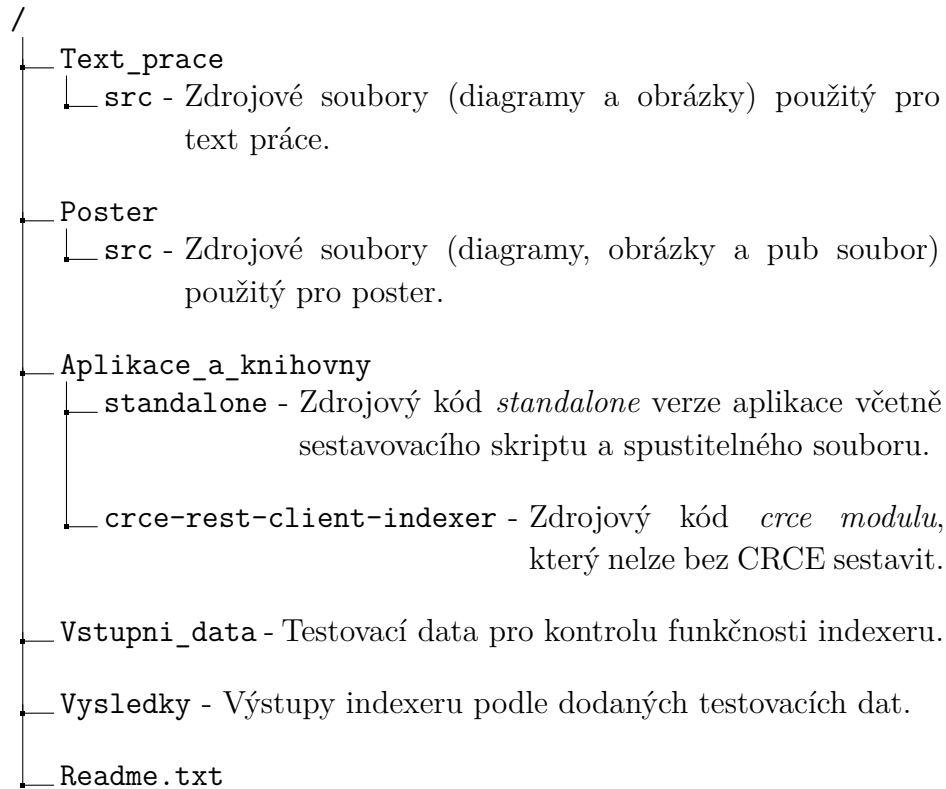 /
Text_prace
src - Zdrojové soubory (diagramy a obrázky) použitý pro
text práce.
Poster
src - Zdrojové soubory (diagramy, obrázky a pub soubor)
použitý pro poster.
Aplikace_a_knihovny
standalone - Zdrojový kód standalone verze aplikace včetně
sestavovacího skriptu a spustitelného souboru.
crce-rest-client-indexer - Zdrojový kód crce modulu,
který nelze bez CRCE sestavit.
Vstupni_data - Testovací data pro kontrolu funkčnosti indexeru.
Vysledky - Výstupy indexeru podle dodaných testovacích dat.
Readme.txt